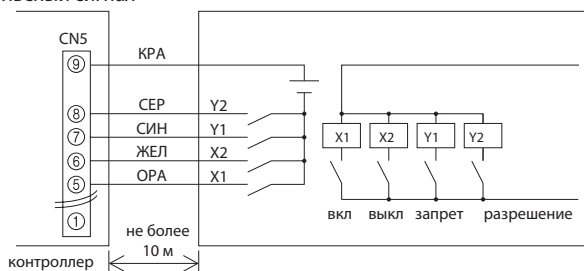 CN5
⑨ КРА
⑧ СЕР Y2
⑦ СИН Y1
⑥ ЖЕЛ X2
⑤ ОРА X1
①
X1 X2 Y1 Y2
вкл выкл запрет разрешение
не более
10 м
контроллер